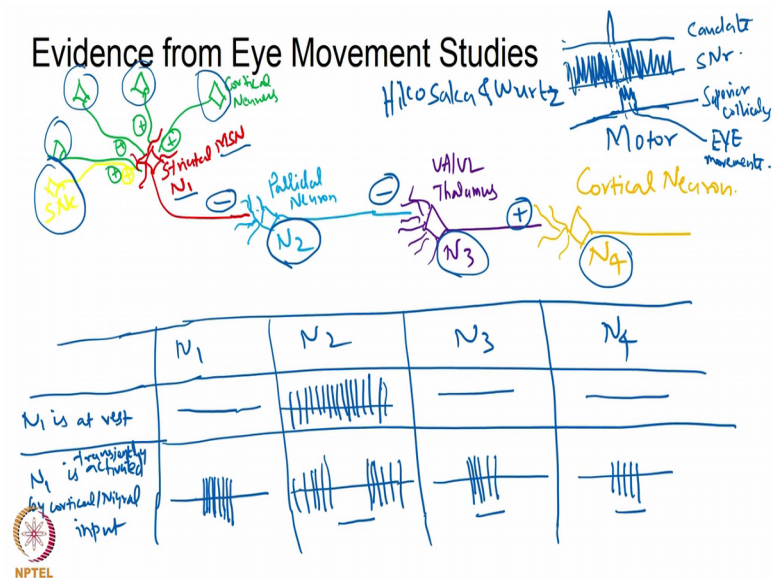 Evidence from Eye Movement Studies
Caudate
SNr.
Superior
colliculus
Motor
EYE
movements.
Hikosaka & Wurtz
Cortical
Neurons
+
+
+
+
+
SNc
Striatal MSN
N1
−
Pallidal
Neuron
N2
−
VA/VL
Thalamus
N3
+
Cortical Neuron.
N4
N1
N2
N3
N4
N1 is at rest
N1 is transiently
activated
by cortical/Nigral
input
NPTEL